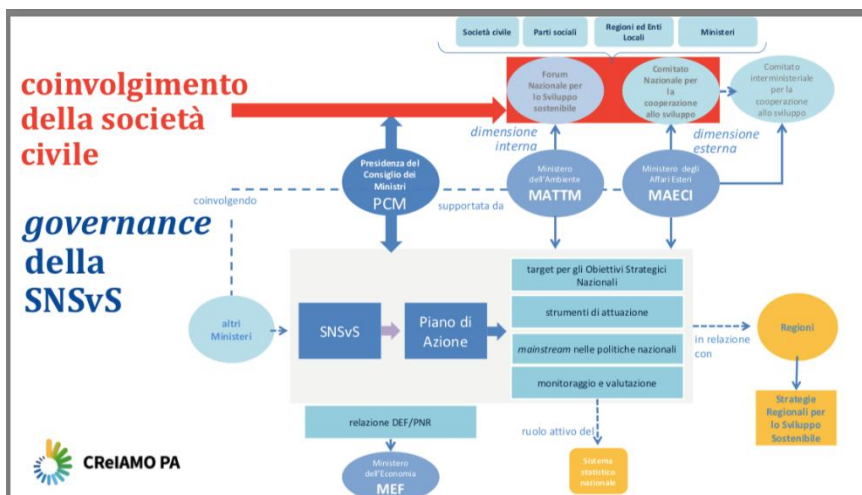 Società civile
Parti sociali
Regioni ed Enti
Locali
Ministeri
coinvolgimento
della società
civile
Forum
Nazionale per
lo Sviluppo
sostenibile
Comitato
Nazionale per
la
cooperazione
allo sviluppo
Comitato
interministeriale
per la
cooperazione
allo sviluppo
dimensione
interna
dimensione
esterna
Presidenza del
Consiglio dei
Ministri
PCM
Ministero
dell'Ambiente
MATTM
Ministero degli
Affari Esteri
MAECI
coinvolgendo
supportata da
governance
della
SNSvS
altri
Ministeri
SNSvS
Piano di
Azione
target per gli Obiettivi Strategici
Nazionali
strumenti di attuazione
mainstream nelle politiche nazionali
monitoraggio e valutazione
in relazione
con
Regioni
Strategie
Regionali per
lo Sviluppo
Sostenibile
relazione DEF/PNR
ruolo attivo del
Ministero
dell'Economia
MEF
Sistema
statistico
nazionale
CReIAMO PA